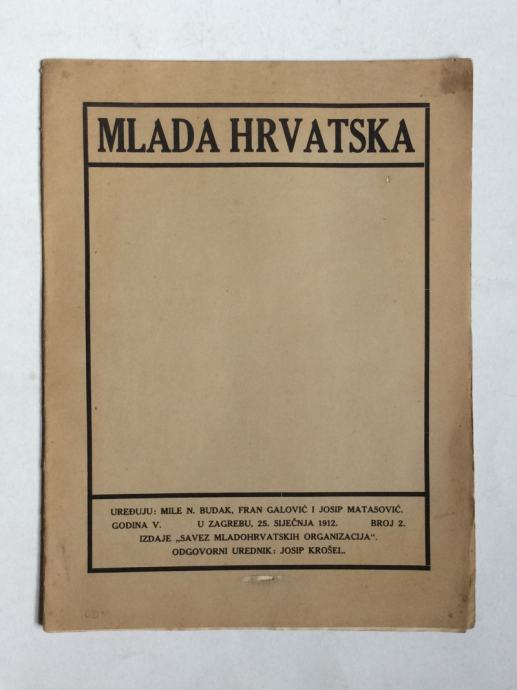 MLADA HRVATSKA
UREĐUJU: MILE N. BUDAK, FRAN GALOVIĆ I JOSIP MATASOVIĆ.
GODINA V. U ZAGREBU, 25. SIJEČNJA 1912. BROJ 2.
IZDAJE „SAVEZ MLADOHRVATSKIH ORGANIZACIJA".
ODGOVORNI UREDNIK: JOSIP KROŠEL.